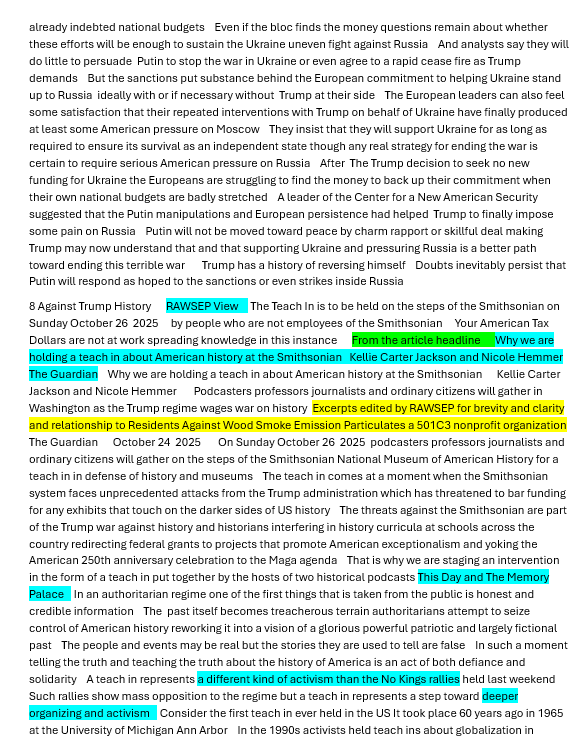 already indebted national budgets    Even if the bloc finds the money questions remain about whether
these efforts will be enough to sustain the Ukraine uneven fight against Russia    And analysts say they will
do little to persuade  Putin to stop the war in Ukraine or even agree to a rapid cease fire as Trump
demands    But the sanctions put substance behind the European commitment to helping Ukraine stand
up to Russia  ideally with or if necessary without  Trump at their side    The European leaders can also feel
some satisfaction that their repeated interventions with Trump on behalf of Ukraine have finally produced
at least some American pressure on Moscow    They insist that they will support Ukraine for as long as
required to ensure its survival as an independent state though any real strategy for ending the war is
certain to require serious American pressure on Russia    After  The Trump decision to seek no new
funding for Ukraine the Europeans are struggling to find the money to back up their commitment when
their own national budgets are badly stretched    A leader of the Center for a New American Security
suggested that the Putin manipulations and European persistence had helped  Trump to finally impose
some pain on Russia    Putin will not be moved toward peace by charm rapport or skillful deal making
Trump may now understand that and that supporting Ukraine and pressuring Russia is a better path
toward ending this terrible war      Trump has a history of reversing himself    Doubts inevitably persist that
Putin will respond as hoped to the sanctions or even strikes inside Russia
8 Against Trump History     RAWSEP View    The Teach In is to be held on the steps of the Smithsonian on
Sunday October 26  2025     by people who are not employees of the Smithsonian    Your American Tax
Dollars are not at work spreading knowledge in this instance     From the article headline     Why we are
holding a teach in about American history at the Smithsonian   Kellie Carter Jackson and Nicole Hemmer
The Guardian    Why we are holding a teach in about American history at the Smithsonian     Kellie Carter
Jackson and Nicole Hemmer      Podcasters professors journalists and ordinary citizens will gather in
Washington as the Trump regime wages war on history  Excerpts edited by RAWSEP for brevity and clarity
and relationship to Residents Against Wood Smoke Emission Particulates a 501C3 nonprofit organization
The Guardian     October 24  2025      On Sunday October 26  2025  podcasters professors journalists and
ordinary citizens will gather on the steps of the Smithsonian National Museum of American History for a
teach in in defense of history and museums    The teach in comes at a moment when the Smithsonian
system faces unprecedented attacks from the Trump administration which has threatened to bar funding
for any exhibits that touch on the darker sides of US history    The threats against the Smithsonian are part
of the Trump war against history and historians interfering in history curricula at schools across the
country redirecting federal grants to projects that promote American exceptionalism and yoking the
American 250th anniversary celebration to the Maga agenda    That is why we are staging an intervention
in the form of a teach in put together by the hosts of two historical podcasts This Day and The Memory
Palace   In an authoritarian regime one of the first things that is taken from the public is honest and
credible information    The  past itself becomes treacherous terrain authoritarians attempt to seize
control of American history reworking it into a vision of a glorious powerful patriotic and largely fictional
past    The people and events may be real but the stories they are used to tell are false    In such a moment
telling the truth and teaching the truth about the history of America is an act of both defiance and
solidarity    A teach in represents a different kind of activism than the No Kings rallies held last weekend
Such rallies show mass opposition to the regime but a teach in represents a step toward deeper
organizing and activism   Consider the first teach in ever held in the US It took place 60 years ago in 1965
at the University of Michigan Ann Arbor    In the 1990s activists held teach ins about globalization in